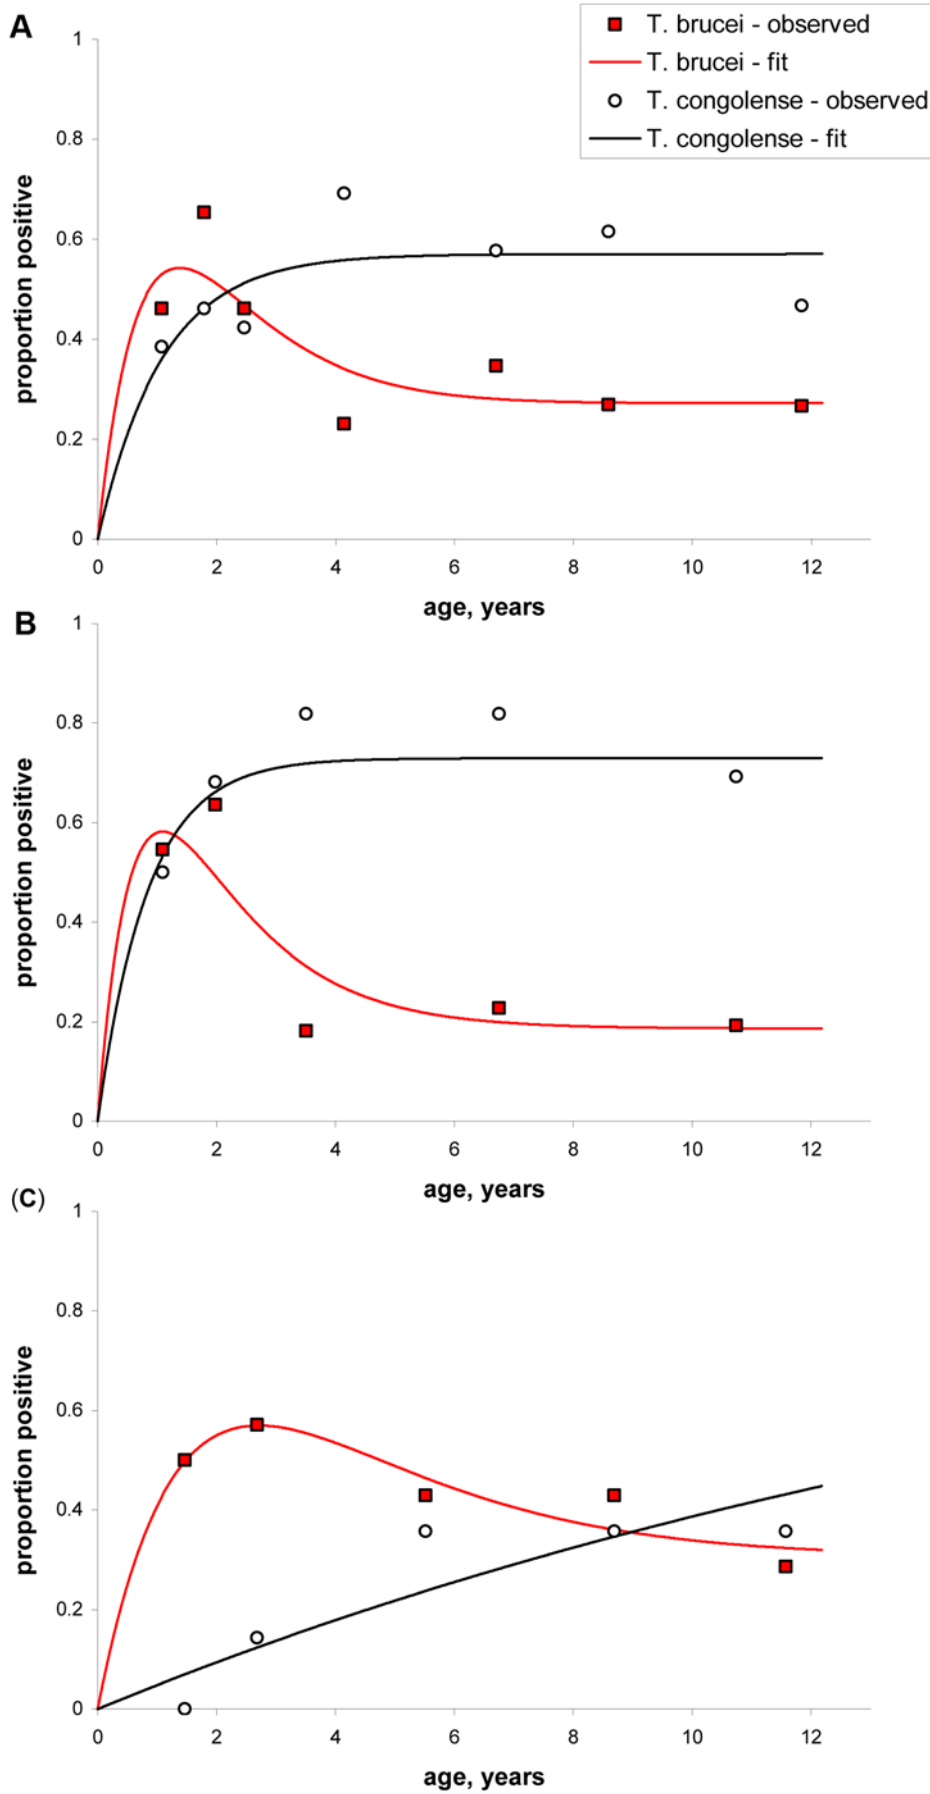 A
T. brucei - observed
T. brucei - fit
T. congolense - observed
T. congolense - fit
proportion positive
1
0.8
0.6
0.4
0.2
0
0 2 4 6 8 10 12
age, years
B
proportion positive
1
0.8
0.6
0.4
0.2
0
0 2 4 6 8 10 12
age, years
(C)
proportion positive
1
0.8
0.6
0.4
0.2
0
0 2 4 6 8 10 12
age, years